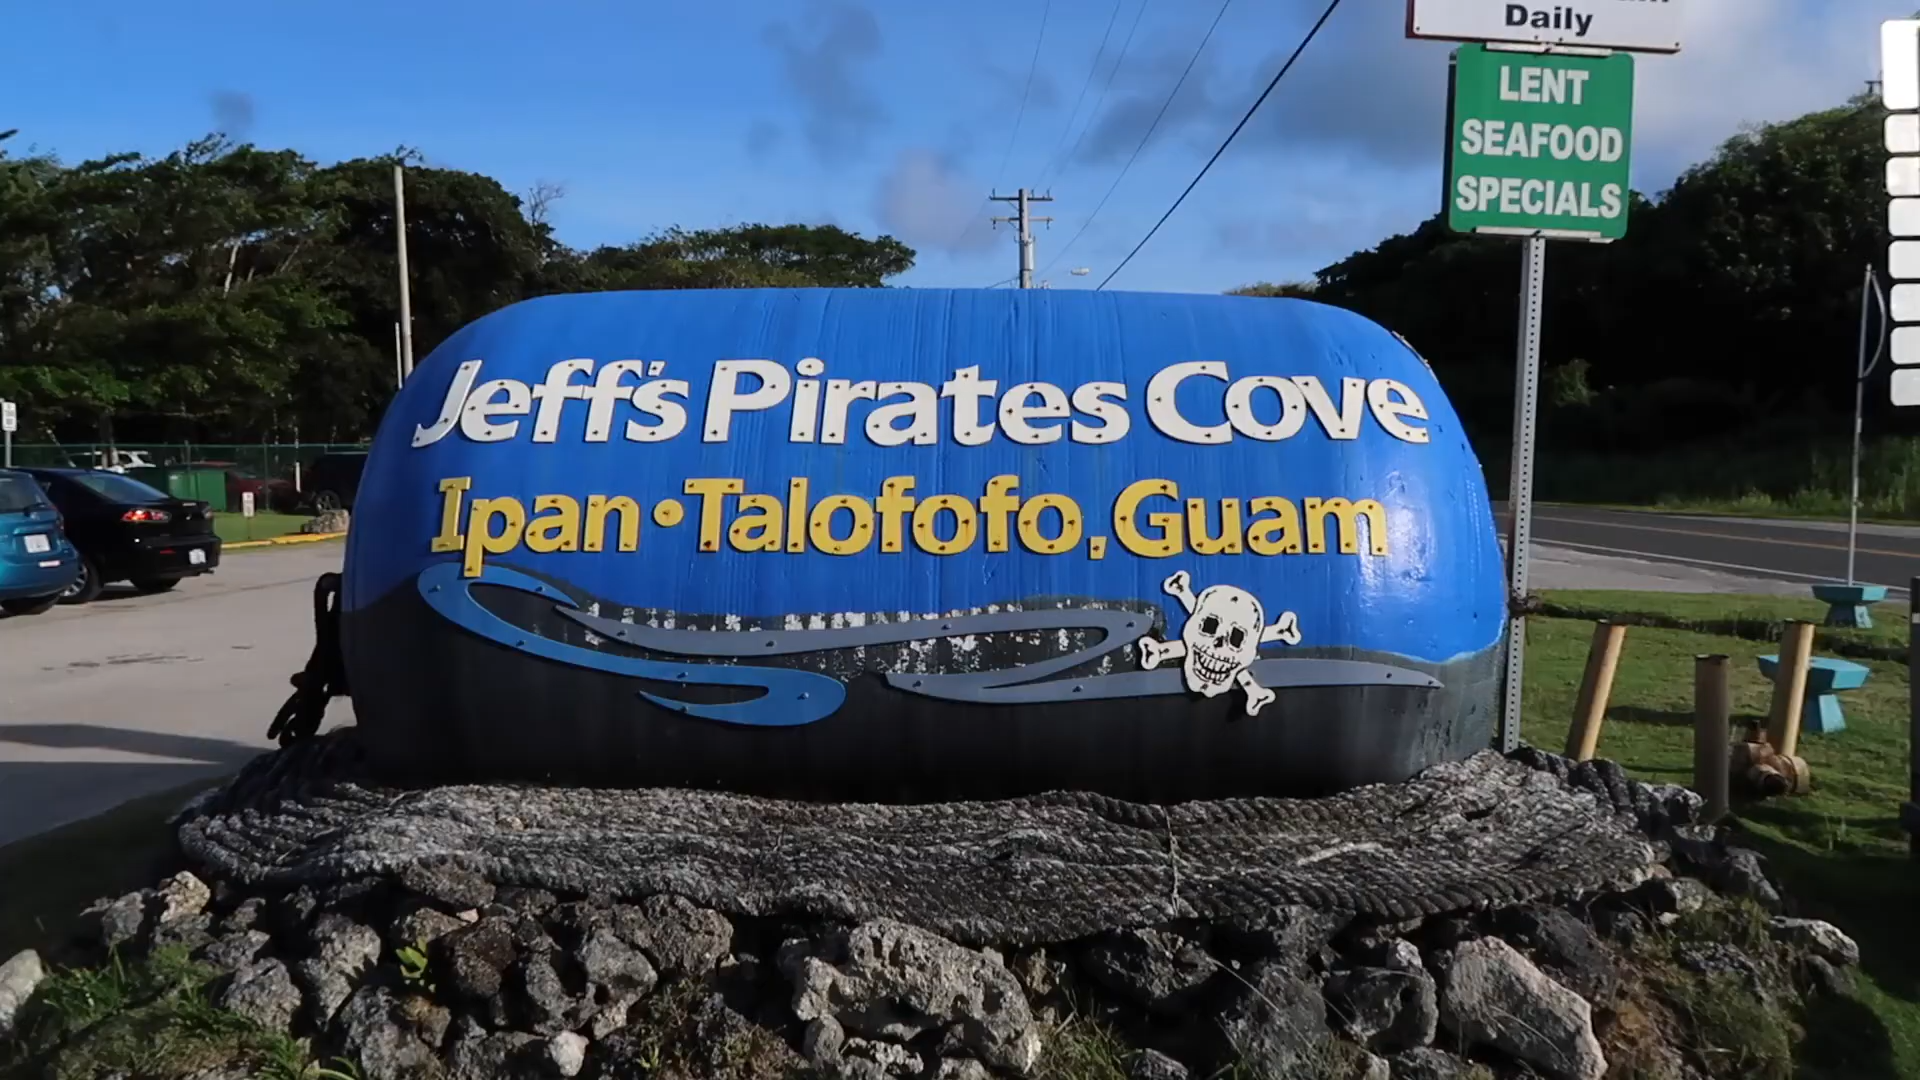 Daily
LENT
SEAFOOD
SPECIALS
Jeff's Pirates Cove
Ipan • Talofofo, Guam